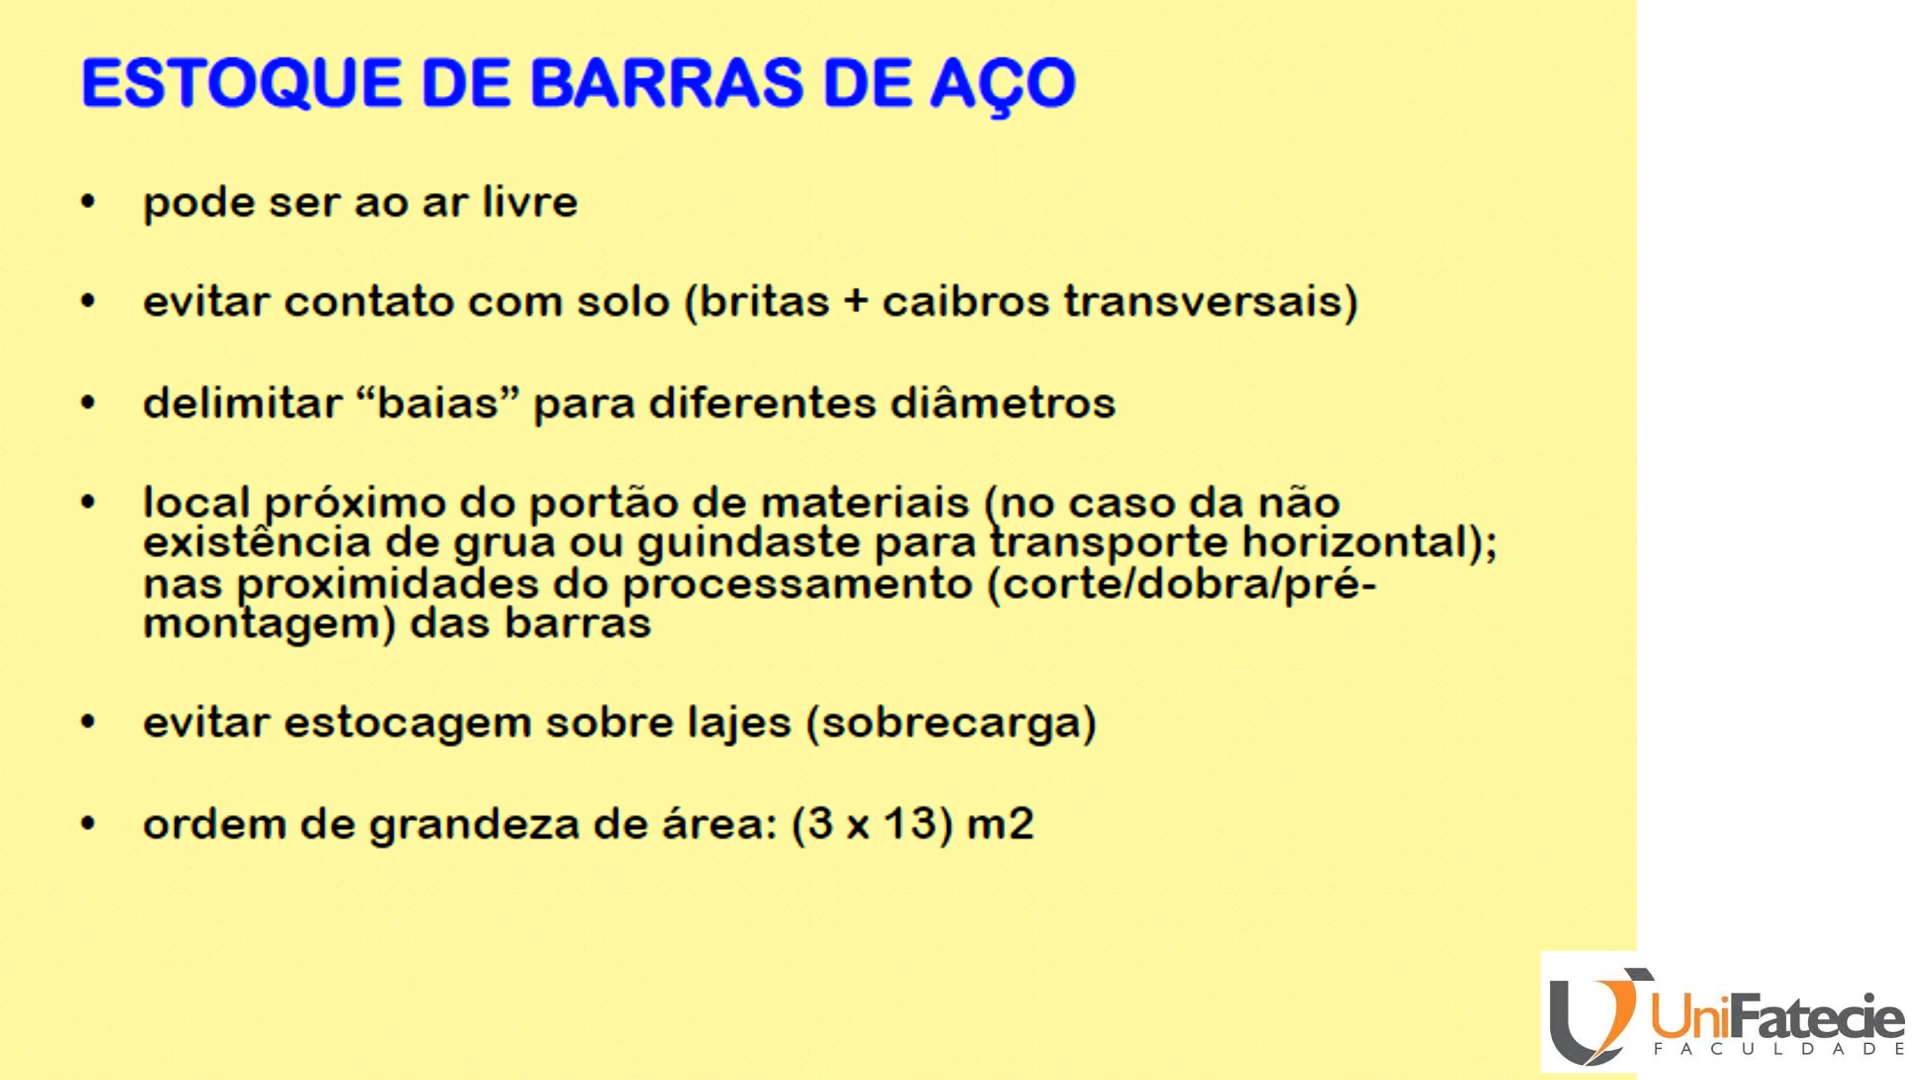 ESTOQUE DE BARRAS DE AÇO
• pode ser ao ar livre
• evitar contato com solo (britas + caibros transversais)
• delimitar “baias” para diferentes diâmetros
• local próximo do portão de materiais (no caso da não
existência de grua ou guindaste para transporte horizontal);
nas proximidades do processamento (corte/dobra/pré-
montagem) das barras
• evitar estocagem sobre lajes (sobrecarga)
• ordem de grandeza de área: (3 x 13) m2
UniFatecie
FACULDADE